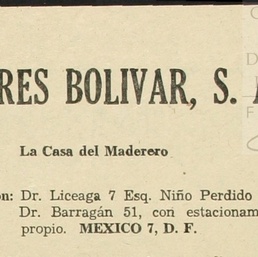 RES BOLIVAR, S.
La Casa del Maderero
n: Dr. Liceaga 7 Esq. Niño Perdido
Dr. Barragán 51, con estacionam
propio. MEXICO 7, D. F.